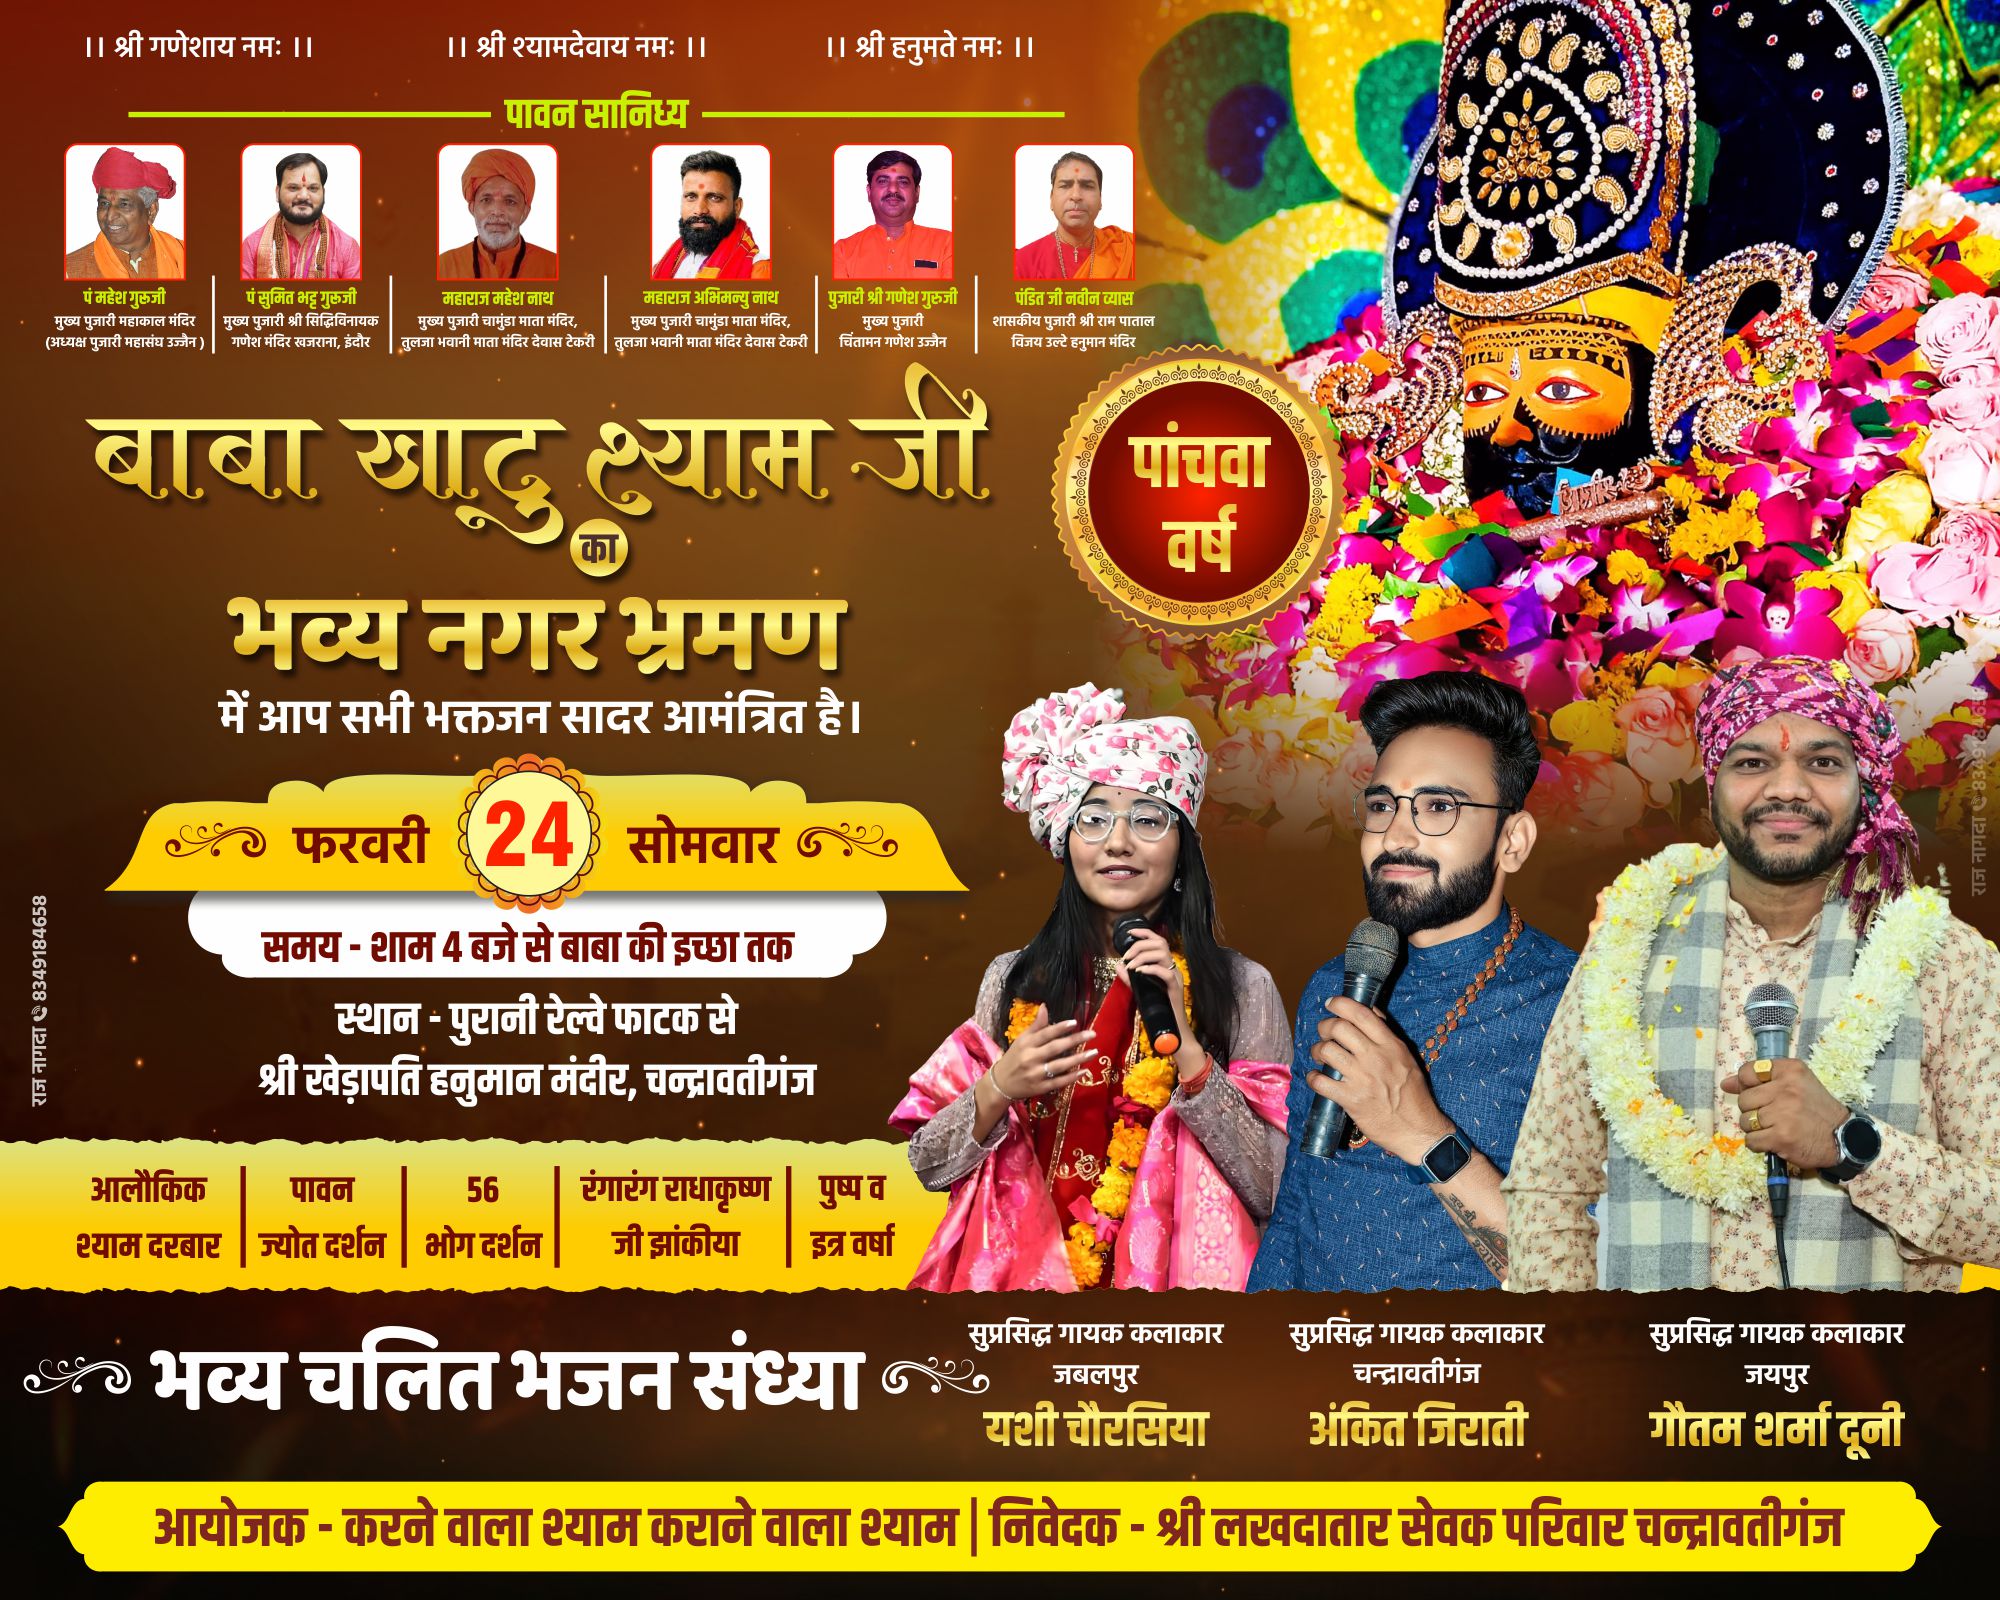 ।। श्री गणेशाय नमः ।।
।। श्री श्यामदेवाय नमः ।।
।। श्री हनुमते नमः ।।
पावन सानिध्य
पं महेश गुरूजी
मुख्य पुजारी महाकाल मंदिर
(अध्यक्ष पुजारी महासंघ उज्जैन )
पं सुमित भट्ट गुरूजी
मुख्य पुजारी श्री सिद्धिविनायक
गणेश मंदिर खजराना, इंदौर
महाराज महेश नाथ
मुख्य पुजारी चामुंडा माता मंदिर,
तुलजा भवानी माता मंदिर देवास टेकरी
महाराज अभिमन्यु नाथ
मुख्य पुजारी चामुंडा माता मंदिर,
तुलजा भवानी माता मंदिर देवास टेकरी
पुजारी श्री गणेश गुरूजी
मुख्य पुजारी
चिंतामन गणेश उज्जैन
पंडित जी नवीन व्यास
शासकीय पुजारी श्री राम पाताल
विजय उल्टे हनुमान मंदिर
बाबा खाटु श्याम जी
का
भव्य नगर भ्रमण
में आप सभी भक्तजन सादर आमंत्रित है।
पांचवा
वर्ष
फरवरी 24 सोमवार
समय - शाम 4 बजे से बाबा की इच्छा तक
स्थान - पुरानी रेल्वे फाटक से
श्री खेड़ापति हनुमान मंदीर, चन्द्रावतीगंज
राज नागदा 8349184658
राज नागदा
आलौकिक
श्याम दरबार
पावन
ज्योत दर्शन
56
भोग दर्शन
रंगारंग राधाकृष्ण
जी झांकीया
पुष्प व
इत्र वर्षा
भव्य चलित भजन संध्या
सुप्रसिद्ध गायक कलाकार
जबलपुर
यशी चौरसिया
सुप्रसिद्ध गायक कलाकार
चन्द्रावतीगंज
अंकित जिराती
सुप्रसिद्ध गायक कलाकार
जयपुर
गौतम शर्मा दूनी
आयोजक - करने वाला श्याम कराने वाला श्याम | निवेदक - श्री लखदातार सेवक परिवार चन्द्रावतीगंज